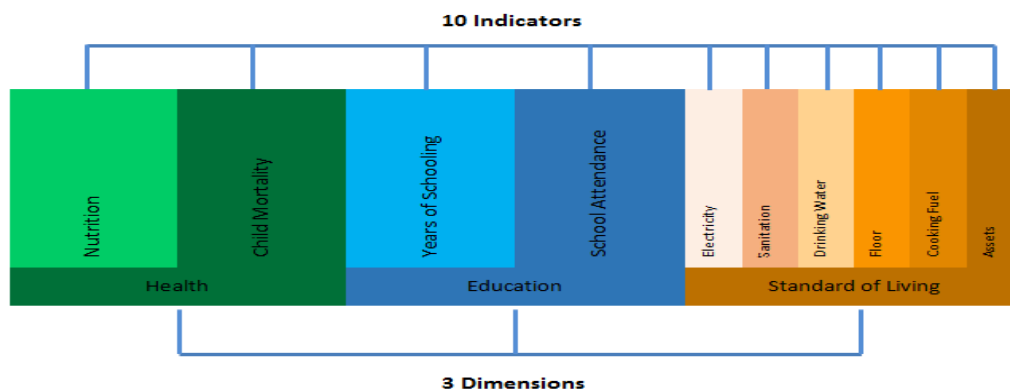 10 Indicators
Nutrition
Child Mortality
Years of Schooling
School Attendance
Electricity
Sanitation
Drinking Water
Floor
Cooking Fuel
Assets
Health
Education
Standard of Living
3 Dimensions